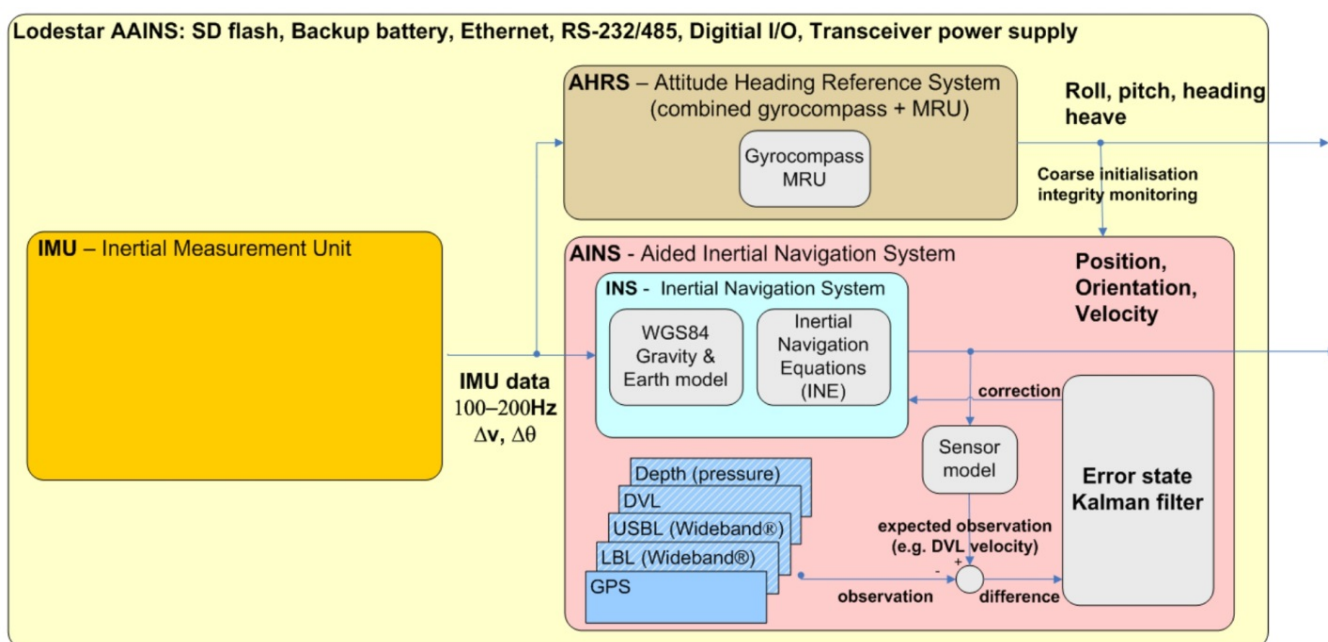 Lodestar AAINS: SD flash, Backup battery, Ethernet, RS-232/485, Digitial I/O, Transceiver power supply
AHRS – Attitude Heading Reference System
(combined gyrocompass + MRU)
Gyrocompass
MRU
Roll, pitch, heading
heave
Coarse initialisation
integrity monitoring
IMU – Inertial Measurement Unit
IMU data
100–200Hz
Δv, Δθ
AINS - Aided Inertial Navigation System
INS - Inertial Navigation System
WGS84
Gravity &
Earth model
Inertial
Navigation
Equations
(INE)
Position,
Orientation,
Velocity
correction
Sensor
model
Error state
Kalman filter
Depth (pressure)
DVL
USBL (Wideband®)
LBL (Wideband®)
GPS
expected observation
(e.g. DVL velocity)
+
-
observation
difference